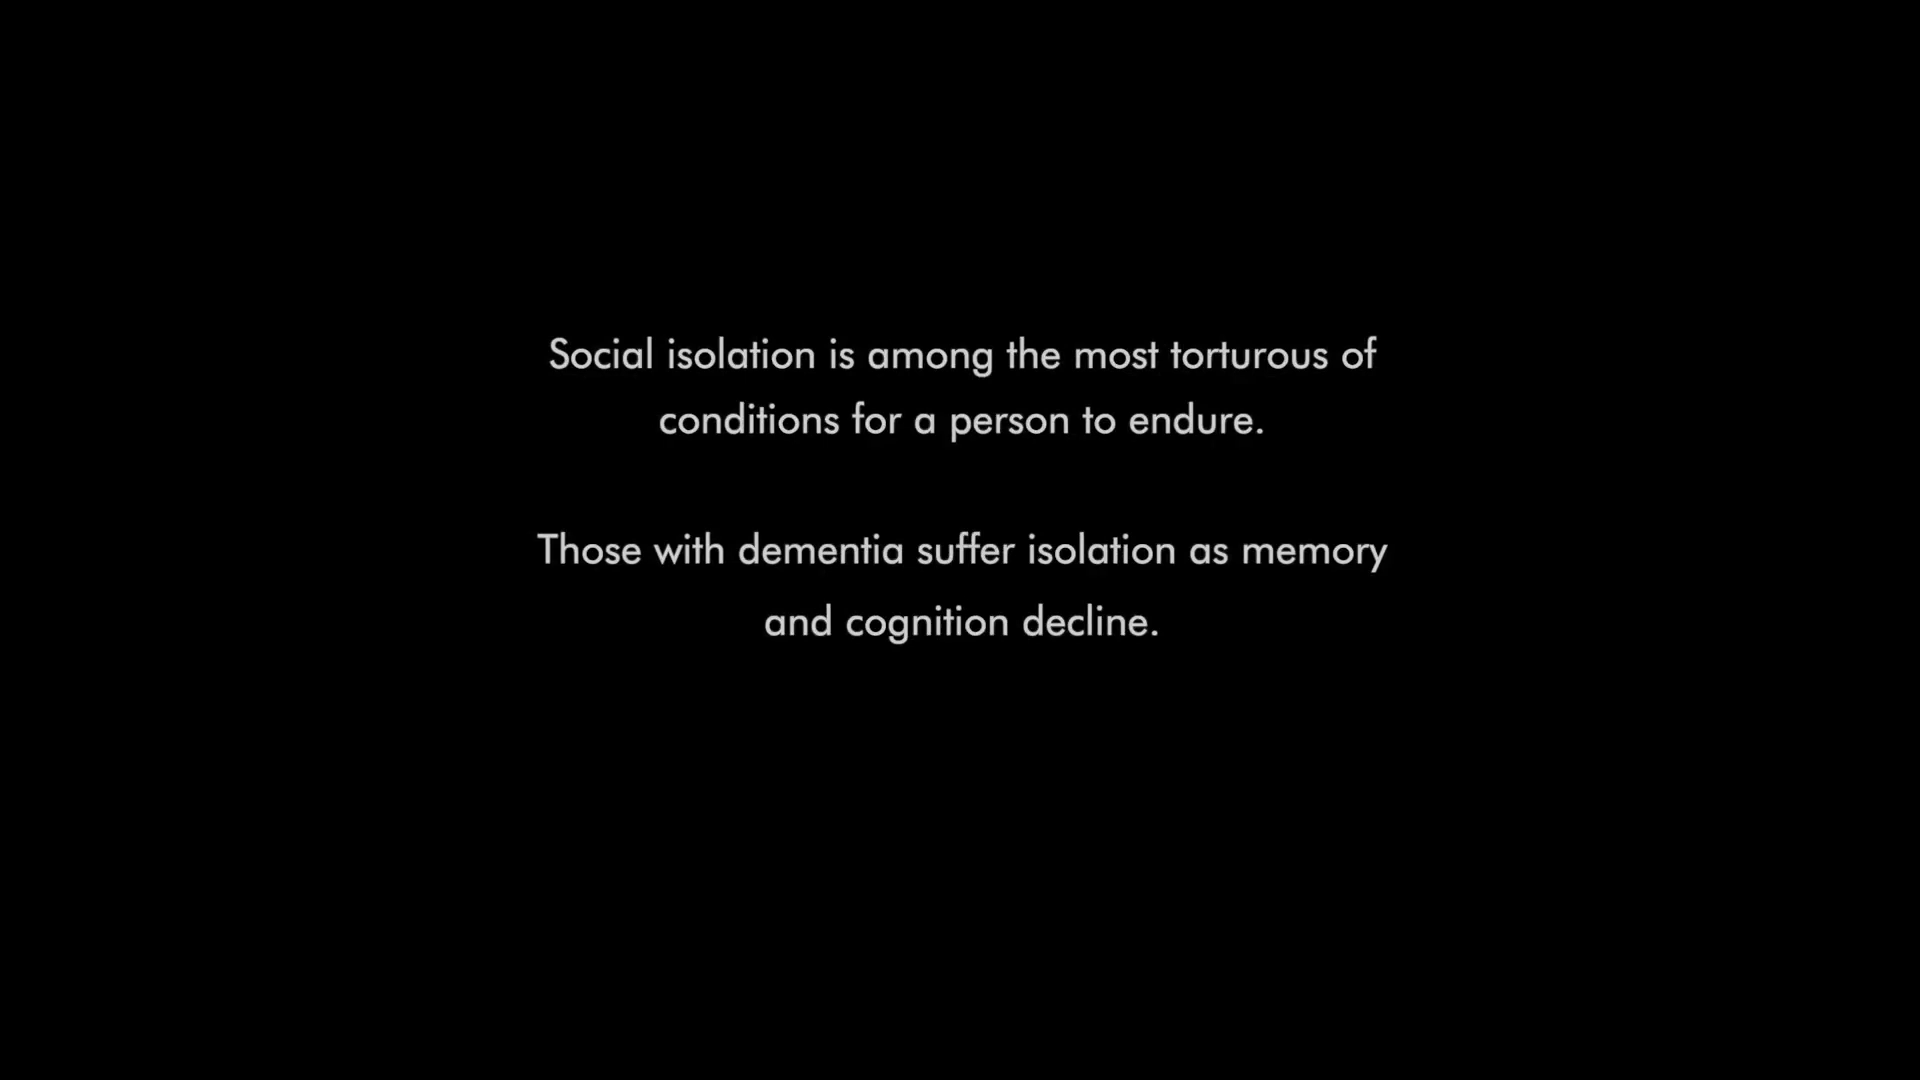 Social isolation is among the most torturous of
conditions for a person to endure.
Those with dementia suffer isolation as memory
and cognition decline.